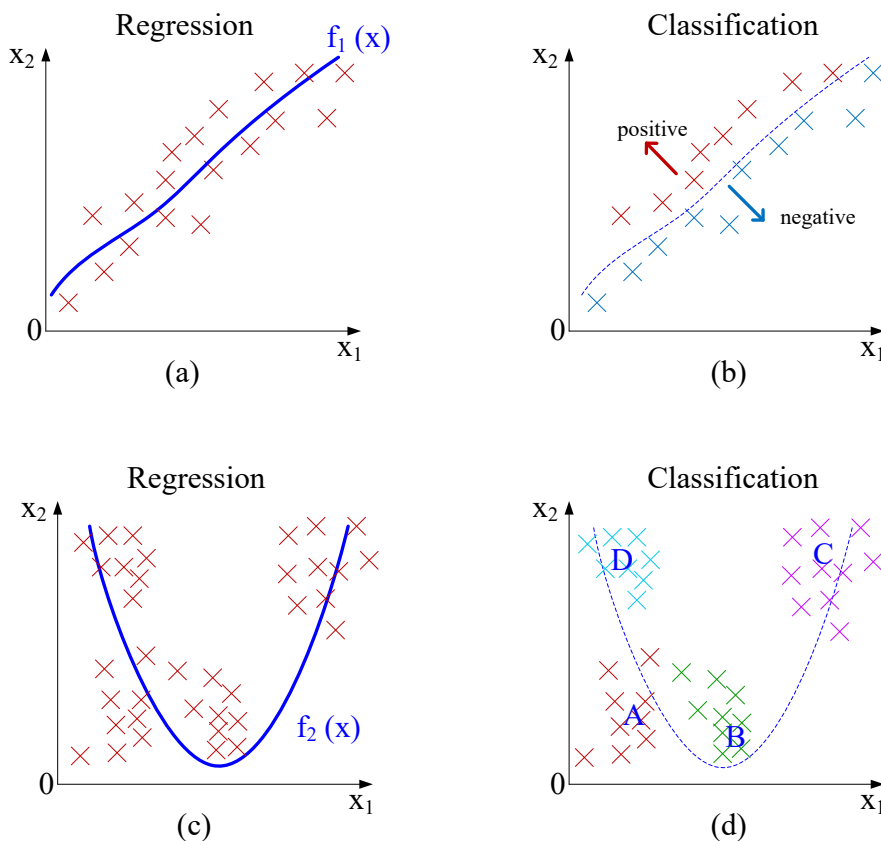 Regression
x2
f1 (x)
0
x1
(a)
Classification
x2
positive
negative
0
x1
(b)
Regression
x2
f2 (x)
0
x1
(c)
Classification
x2
D
C
A
B
0
x1
(d)